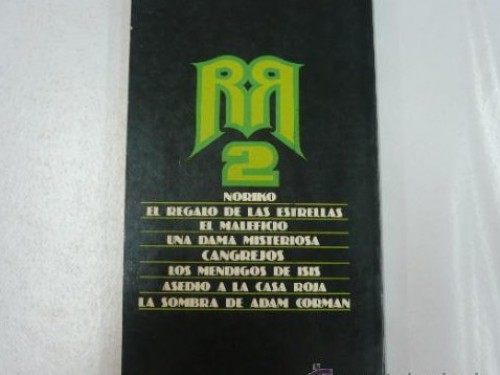 RR
2
NORIKO
EL REGALO DE LAS ESTRELLAS
EL MALEFICIO
UNA DAMA MISTERIOSA
CANGREJOS
LOS MENDIGOS DE ISIS
ASEDIO A LA CASA ROJA
LA SOMBRA DE ADAM CORMAN